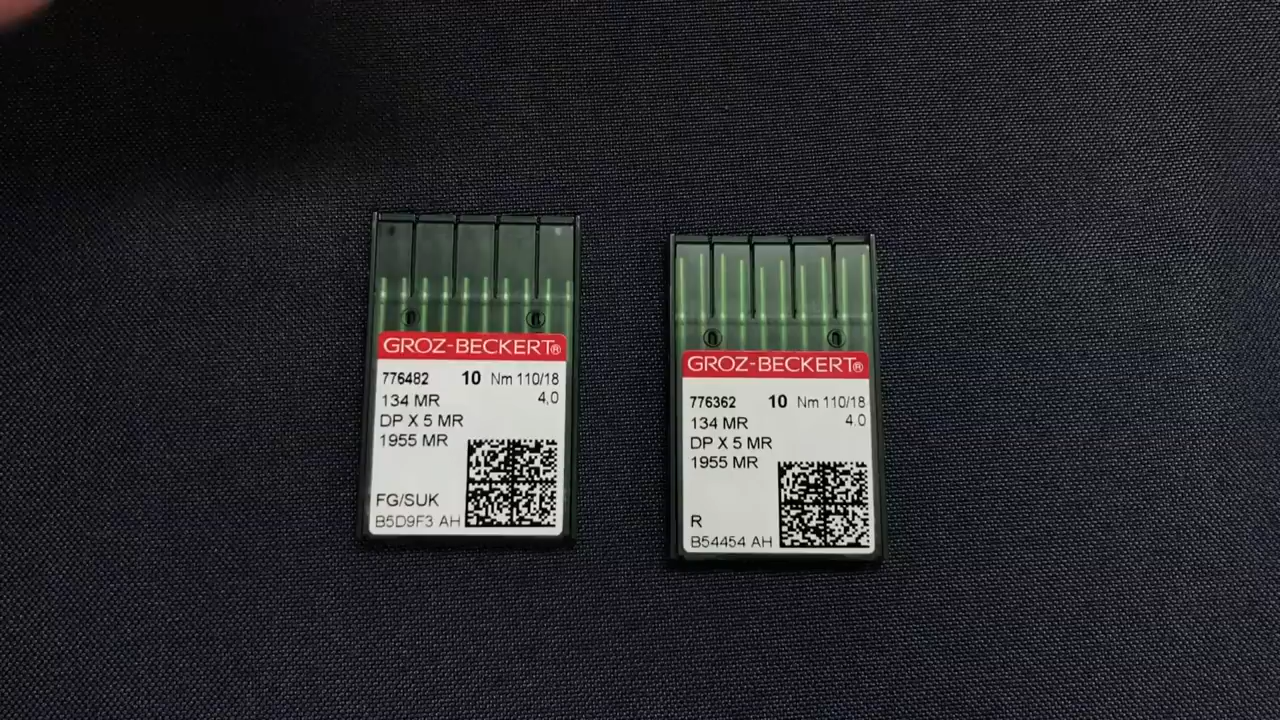 GROZ-BECKERT®
776482 10 Nm 110/18
134 MR 4,0
DP X 5 MR
1955 MR
FG/SUK
B5D9F3 AH
GROZ-BECKERT®
776362 10 Nm 110/18
134 MR 4.0
DP X 5 MR
1955 MR
R
B54454 AH